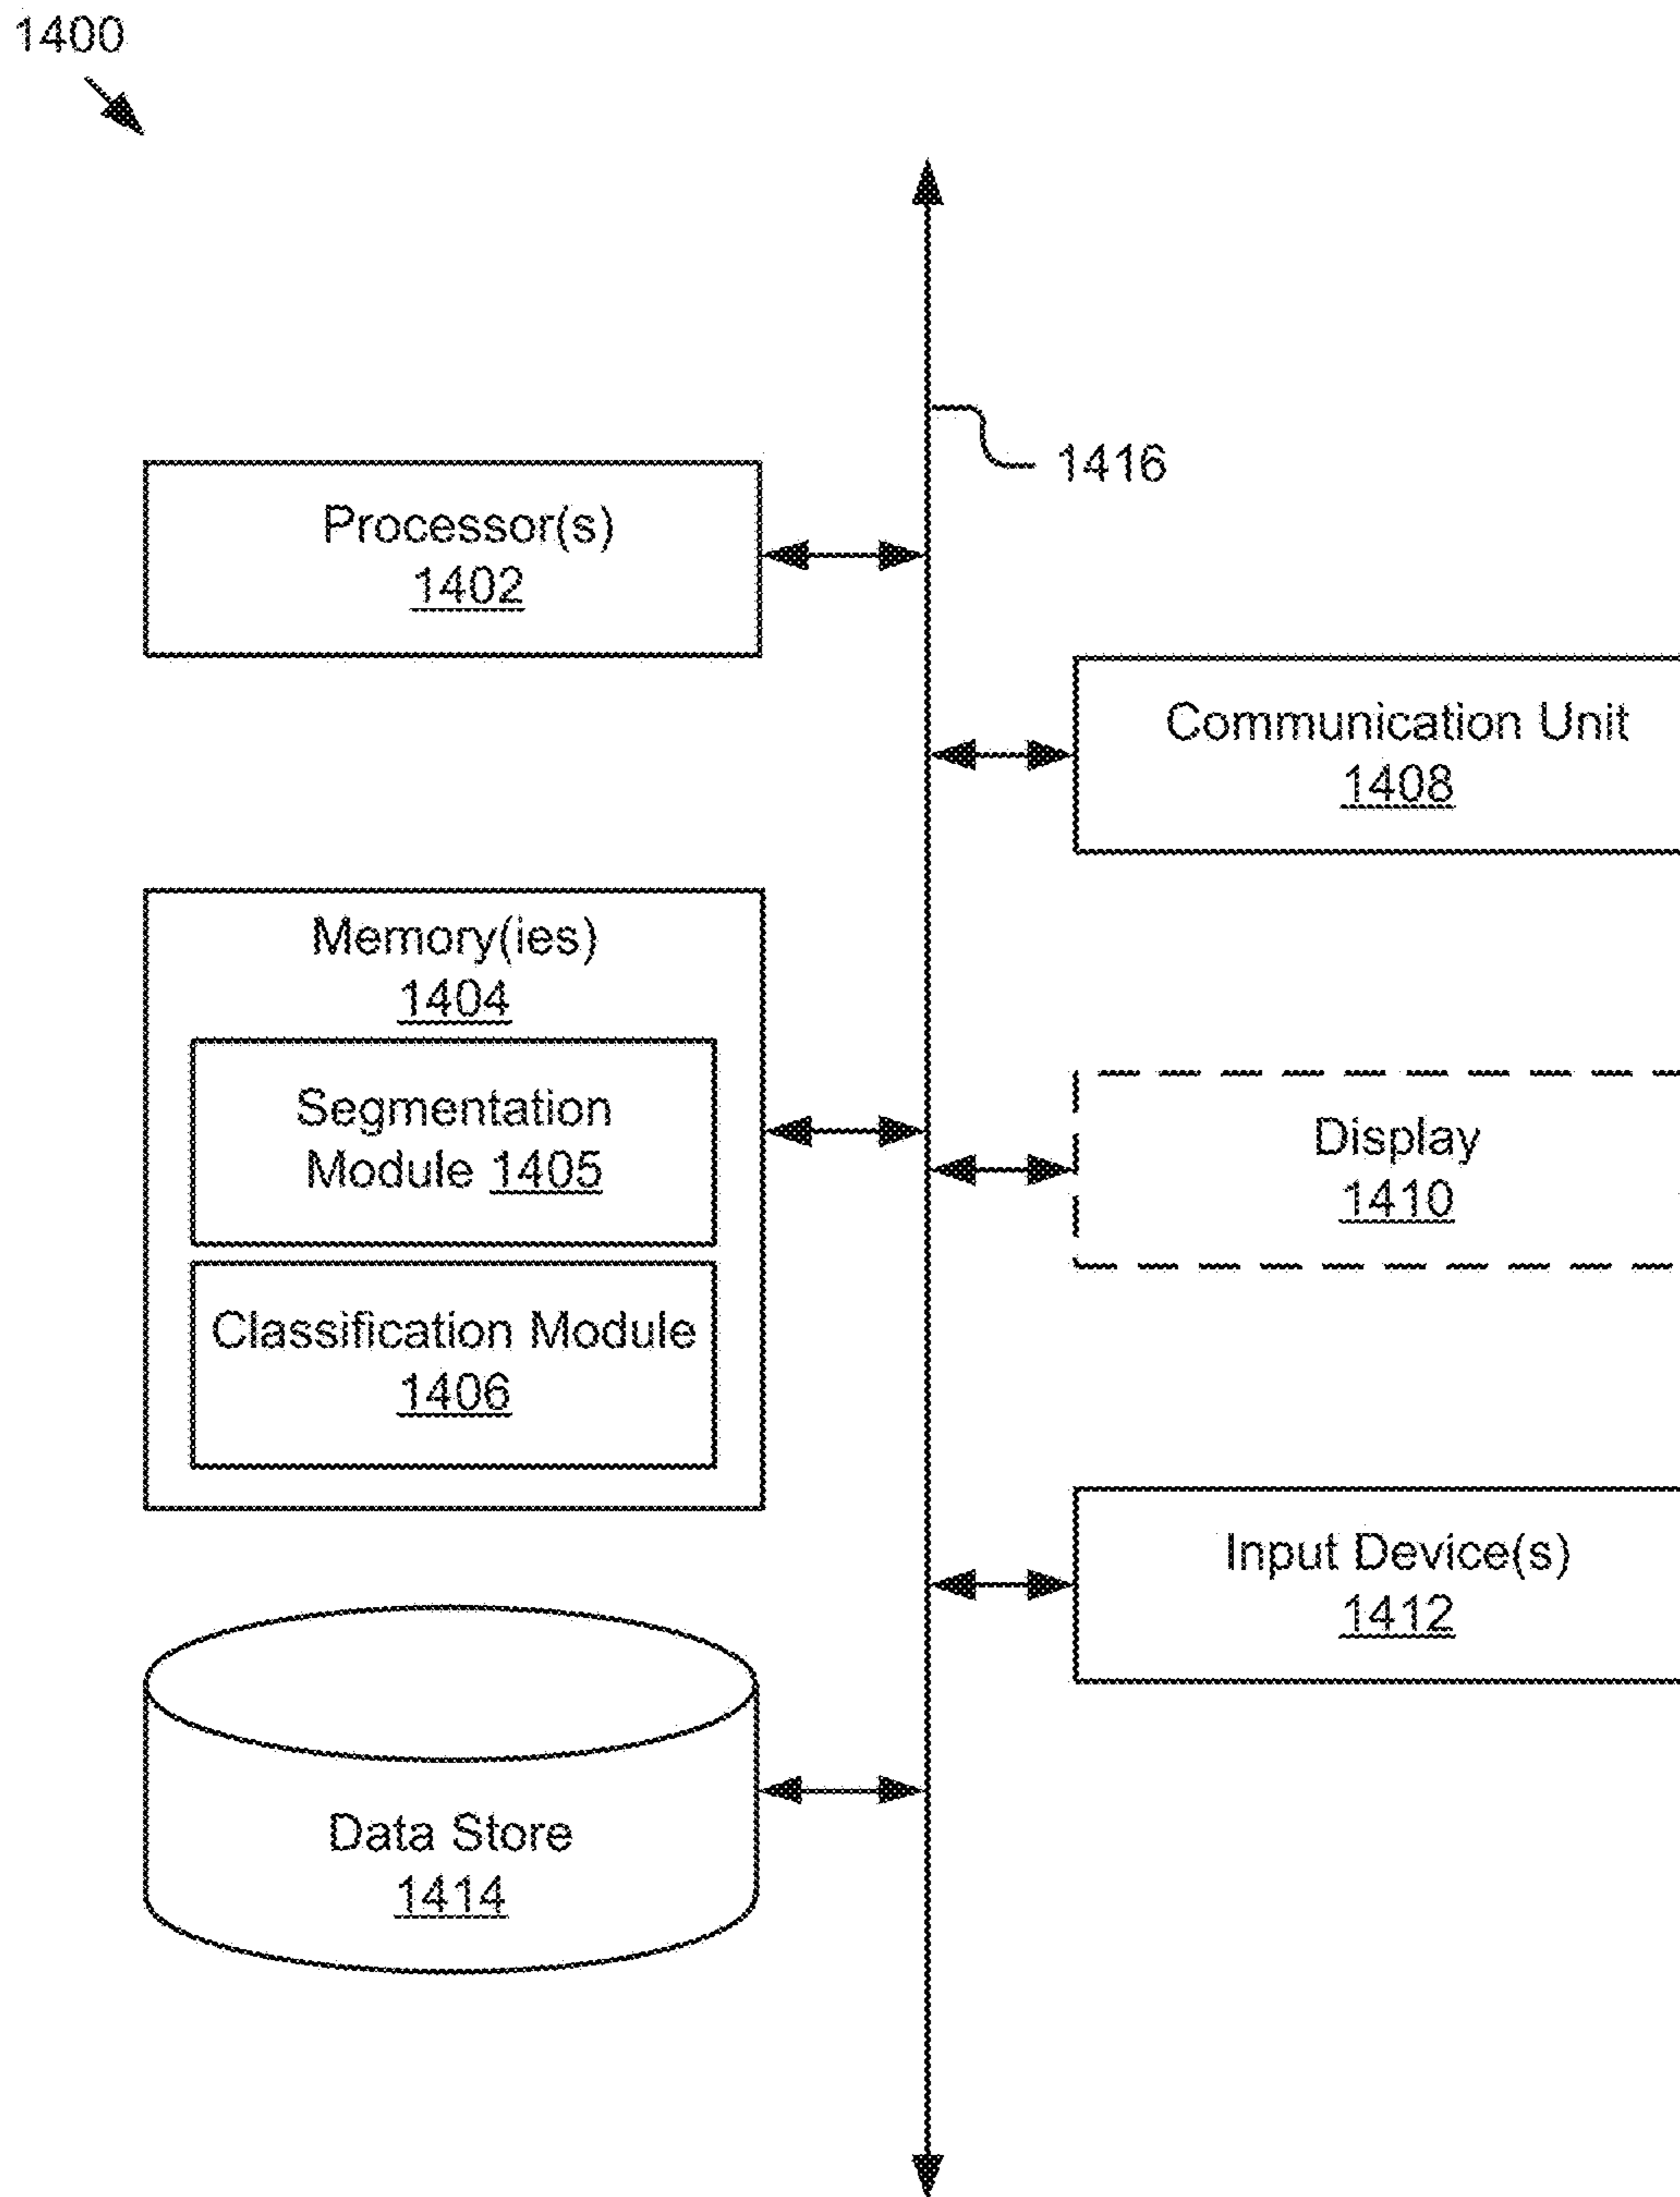 1400
1416
Processor(s)
1402
Communication Unit
1408
Memory(ies)
1404
Segmentation
Module 1405
Display
1410
Classification Module
1406
Input Device(s)
1412
Data Store
1414